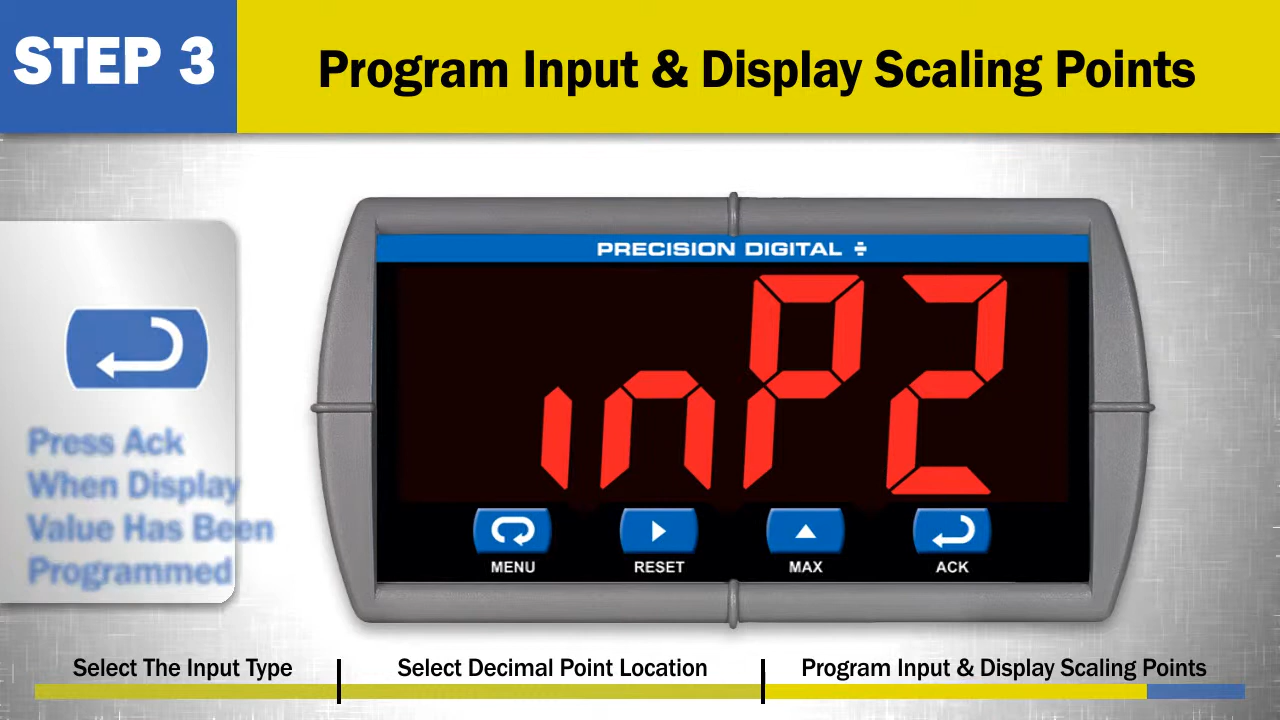 STEP 3
Program Input & Display Scaling Points
PRECISION DIGITAL
inP2
Press Ack
When Display
Value Has Been
Programmed
MENU
RESET
MAX
ACK
Select The Input Type
Select Decimal Point Location
Program Input & Display Scaling Points